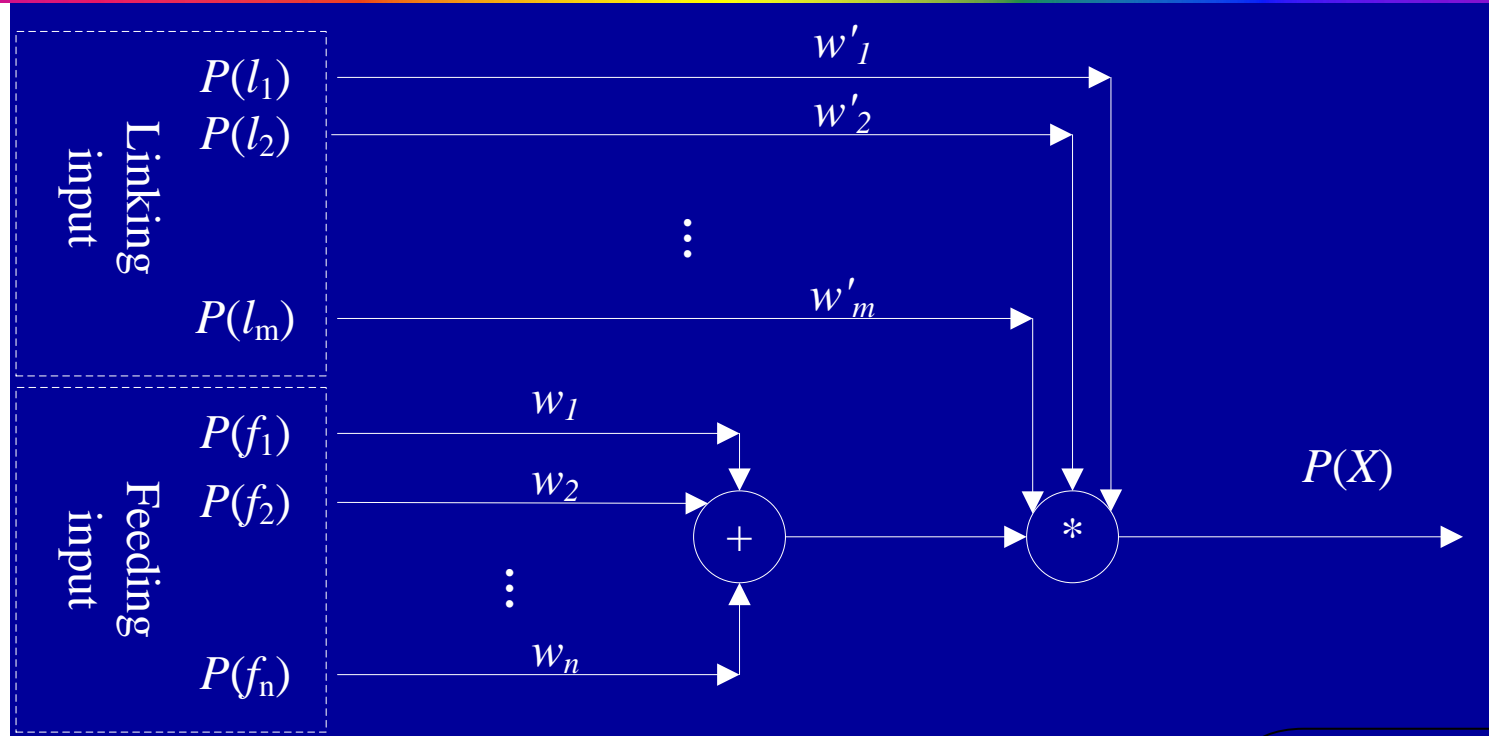 w'1
P(l1)
w'2
P(l2)
Linking
input
⋮
w'm
P(lm)
w1
P(f1)
P(X)
w2
P(f2)
Feeding
input
+
*
⋮
wn
P(fn)